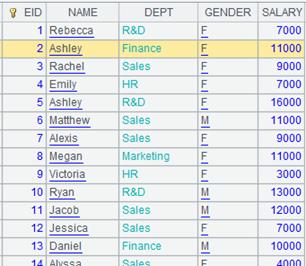 EID NAME DEPT GENDER SALARY
1 Rebecca R&D F 7000
2 Ashley Finance F 11000
3 Rachel Sales F 9000
4 Emily HR F 7000
5 Ashley R&D F 16000
6 Matthew Sales M 11000
7 Alexis Sales F 9000
8 Megan Marketing F 11000
9 Victoria HR F 3000
10 Ryan R&D M 13000
11 Jacob Sales M 12000
12 Jessica Sales F 7000
13 Daniel Finance M 10000
14 Alyssa Sales F 4000